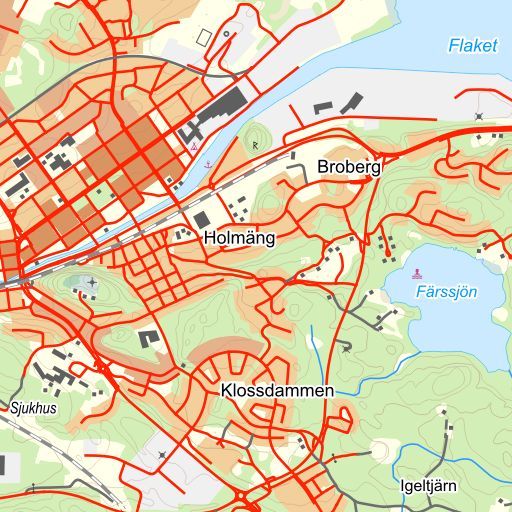 Flaket
R
Broberg
Holmäng
Färssjön
Klossdammen
Sjukhus
Igeltjärn